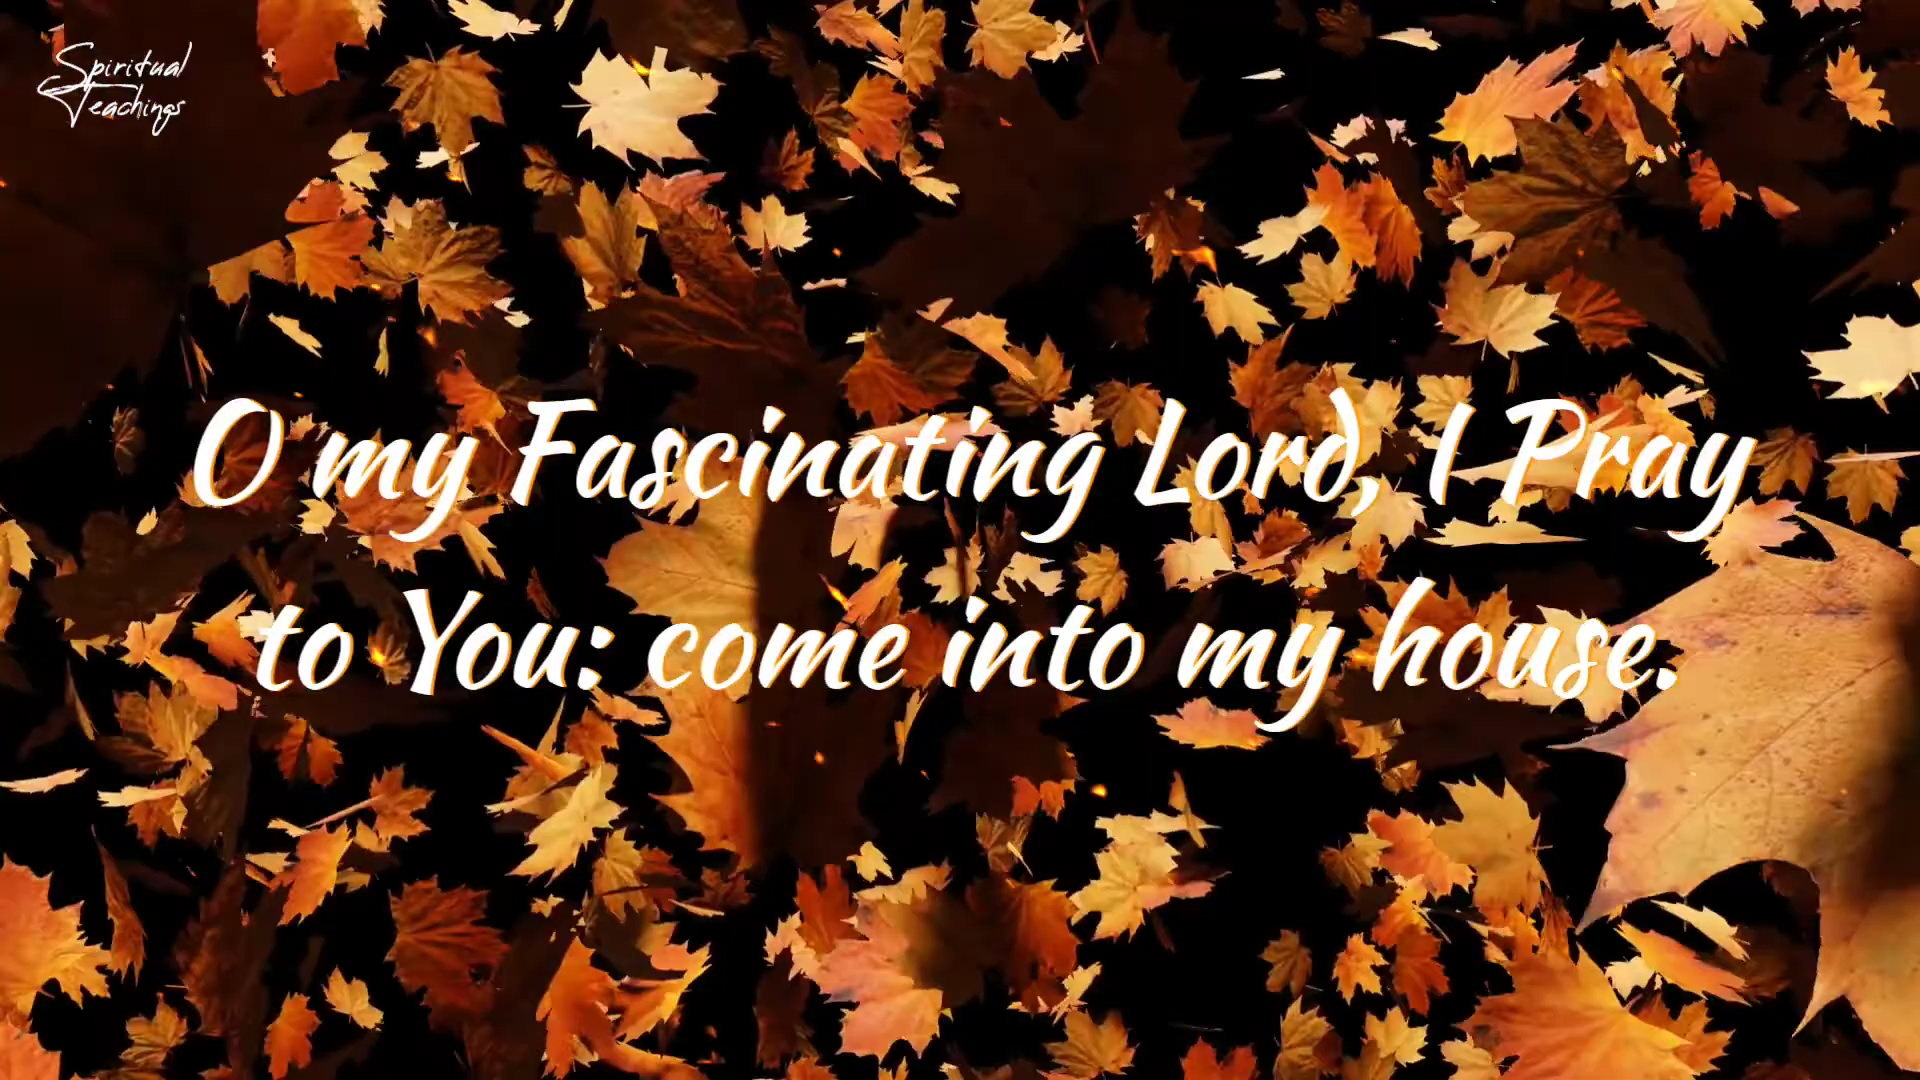 Spiritual
Teachings
O my Fascinating Lord, I Pray
to You: come into my house.